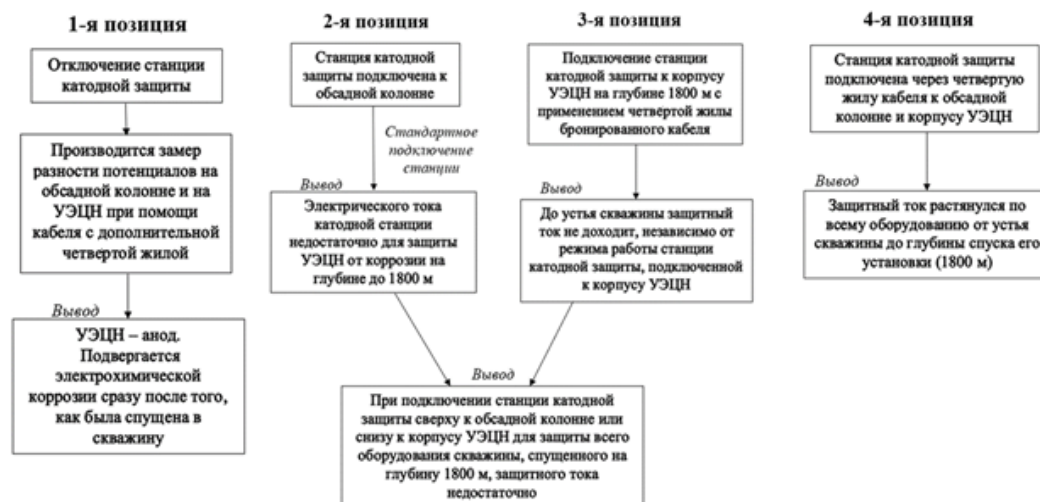 1-я позиция
Отключение станции
катодной защиты
Производится замер
разности потенциалов на
обсадной колонне и на
УЭЦН при помощи
кабеля с дополнительной
четвертой жилой
Вывод
УЭЦН – анод.
Подвергается
электрохимической
коррозии сразу после того,
как была спущена в
скважину
2-я позиция
Станция катодной
защиты подключена к
обсадной колонне
Стандартное
подключение
станции
Вывод
Электрического тока
катодной станции
недостаточно для защиты
УЭЦН от коррозии на
глубине до 1800 м
3-я позиция
Подключение станции
катодной защиты к корпусу
УЭЦН на глубине 1800 м с
применением четвёртой жилы
бронированного кабеля
Вывод
До устья скважины защитный
ток не доходит, независимо от
режима работы станции
катодной защиты, подключенной
к корпусу УЭЦН
Вывод
При подключении станции катодной
защиты сверху к обсадной колонне или
снизу к корпусу УЭЦН для защиты всего
оборудования скважины, спущенного на
глубину 1800 м, защитного тока
недостаточно
4-я позиция
Станция катодной защиты
подключена через четвертую
жилу кабеля к обсадной
колонне и корпусу УЭЦН
Вывод
Защитный ток растянулся по
всему оборудованию от устья
скважины до глубины спуска его
установки (1800 м)